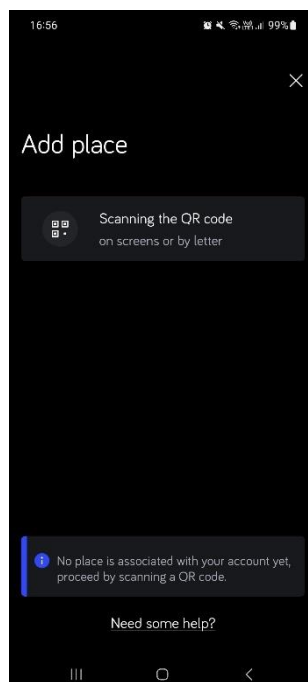 16:56
99%
Add place
Scanning the QR code
on screens or by letter
No place is associated with your account yet,
proceed by scanning a QR code.
Need some help?